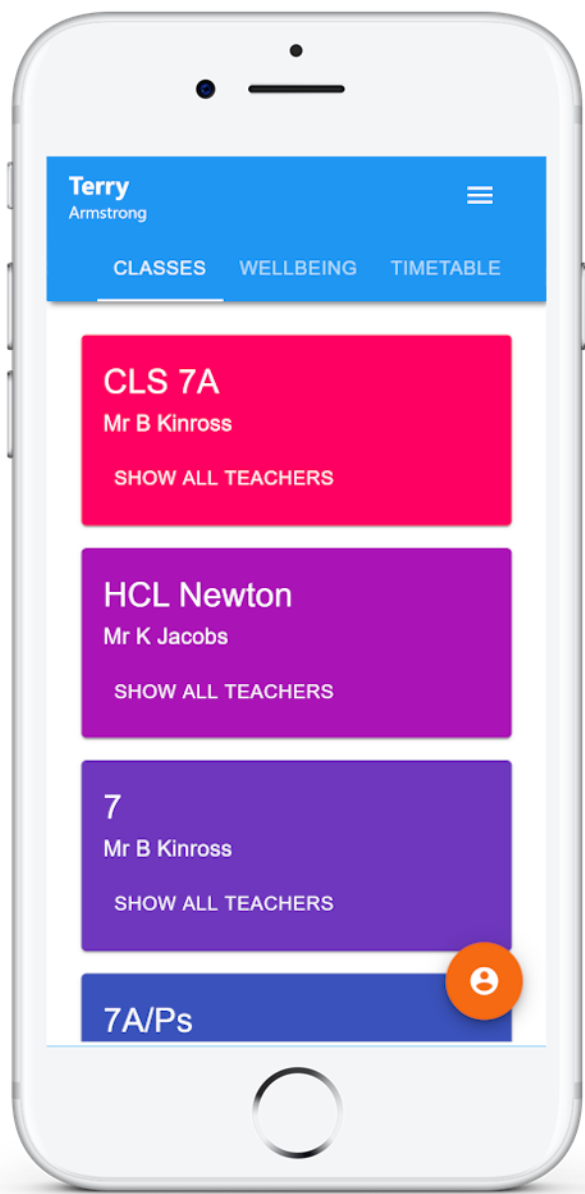 Terry
Armstrong
CLASSES WELLBEING TIMETABLE
CLS 7A
Mr B Kinross
SHOW ALL TEACHERS
HCL Newton
Mr K Jacobs
SHOW ALL TEACHERS
7
Mr B Kinross
SHOW ALL TEACHERS
7A/Ps